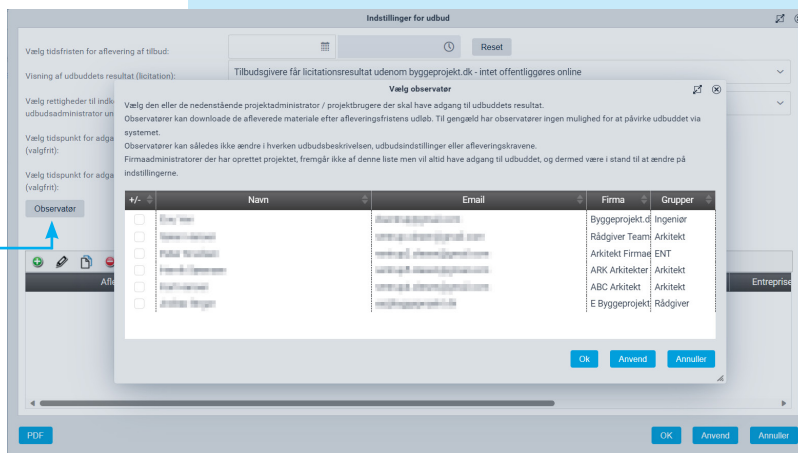 Indstillinger for udbud
Vælg tidsfristen for aflevering af tilbud:
Reset
Visning af udbuddets resultat (licitation):
Tilbudsgivere får licitationsresultat udenom byggeprojekt.dk - intet offentliggøres online
Vælg rettigheder til indk
udbudsadministrator un
Vælg tidspunkt for adga
(valgfrit):
Vælg tidspunkt for adga
(valgfrit):
Observatør
Vælg observatør
Vælg den eller de nedenstående projektadministrator / projektbrugere der skal have adgang til udbuddets resultat.
Observatører kan downloade de afleverede materiale efter afleveringsfristens udløb. Til gengæld har observatører ingen mulighed for at påvirke udbuddet via
systemet.
Observatører kan således ikke ændre i hverken udbudsbeskrivelsen, udbudsindstillinger eller afleveringskravene.
Firmaadministratorer der har oprettet projektet, fremgår ikke af denne liste men vil altid have adgang til udbuddet, og dermed være i stand til at ændre på
indstillingerne.
+/- Navn Email Firma Grupper
Byggeprojekt.d Ingeniør
Rådgiver Team Arkitekt
Arkitekt Firmae ENT
ARK Arkitekter Arkitekt
ABC Arkitekt Arkitekt
E Byggeprojekt Rådgiver
Ok Anvend Annuller
Afle
Entreprise
PDF
OK Anvend Annuller